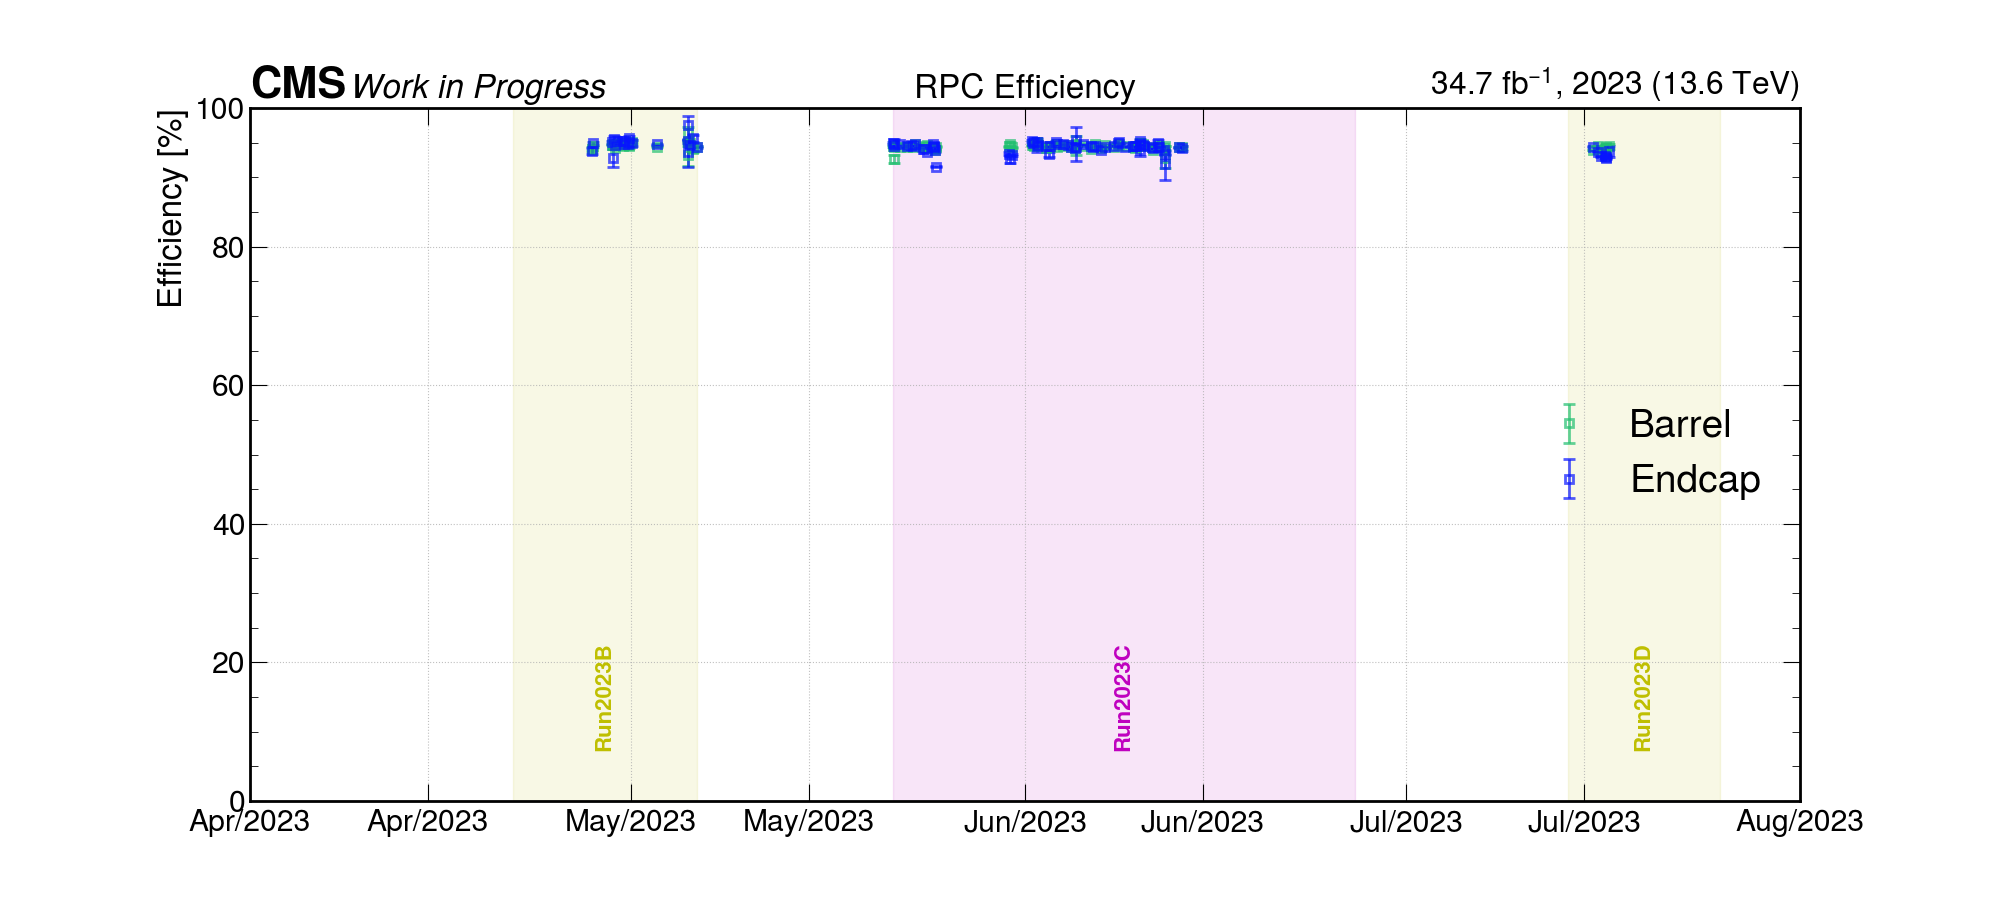 CMS Work in Progress
RPC Efficiency
34.7 fb⁻¹, 2023 (13.6 TeV)
Efficiency [%]
100
80
60
40
20
0
Barrel
Endcap
Run2023B
Run2023C
Run2023D
Apr/2023 Apr/2023 May/2023 May/2023 Jun/2023 Jun/2023 Jul/2023 Jul/2023 Aug/2023